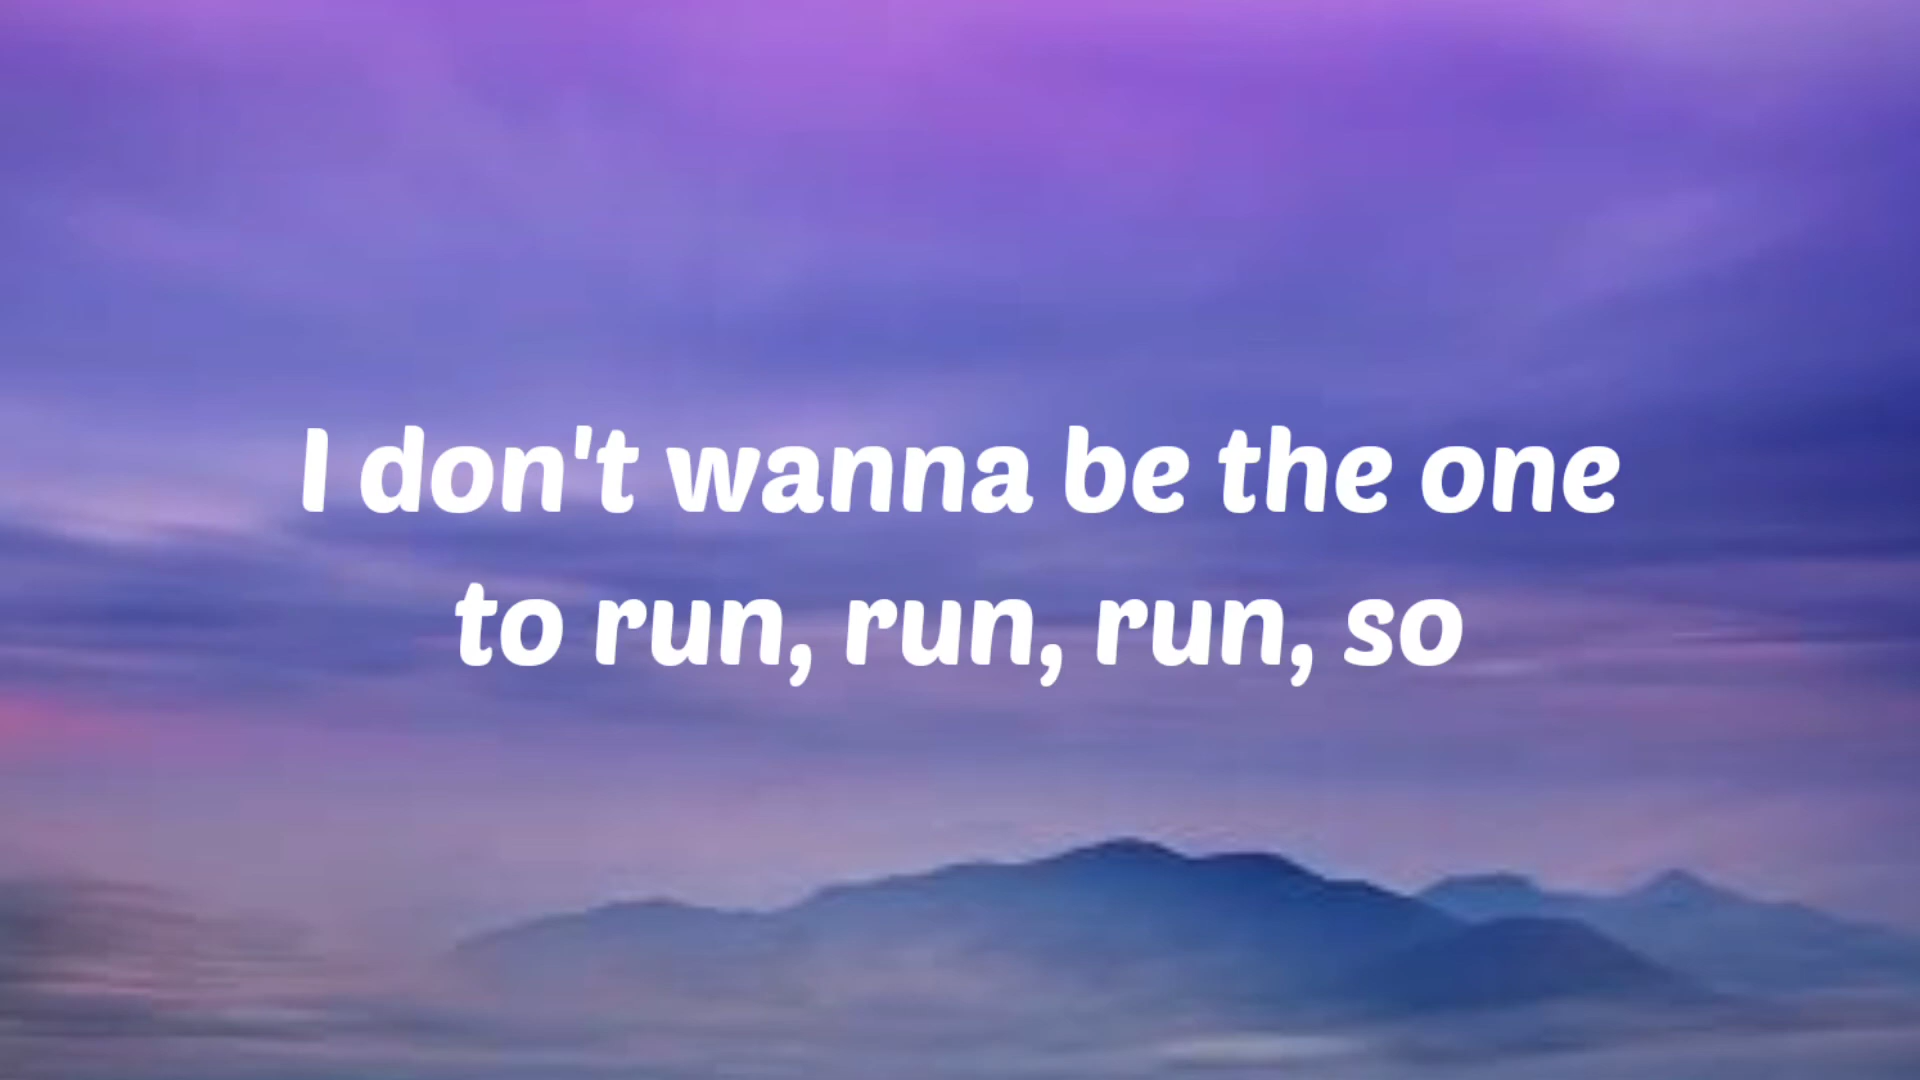 I don't wanna be the one
to run, run, run, so